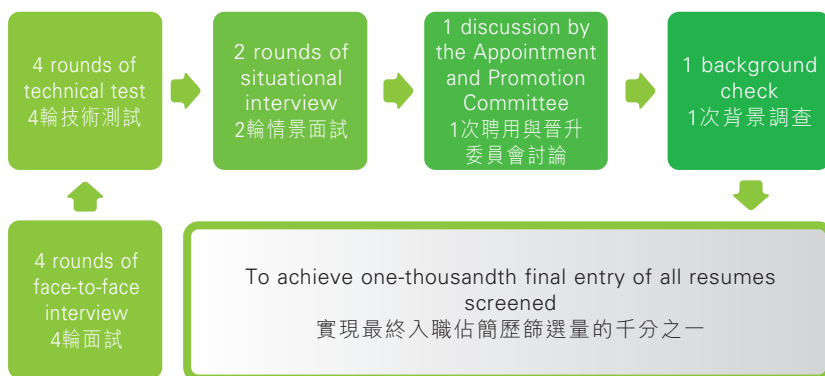 4 rounds of
technical test
4輪技術測試
2 rounds of
situational
interview
2輪情景面試
1 discussion by
the Appointment
and Promotion
Committee
1次聘用與晉升
委員會討論
1 background
check
1次背景調查
4 rounds of
face-to-face
interview
4輪面試
To achieve one-thousandth final entry of all resumes
screened
實現最終入職佔簡歷篩選量的千分之一